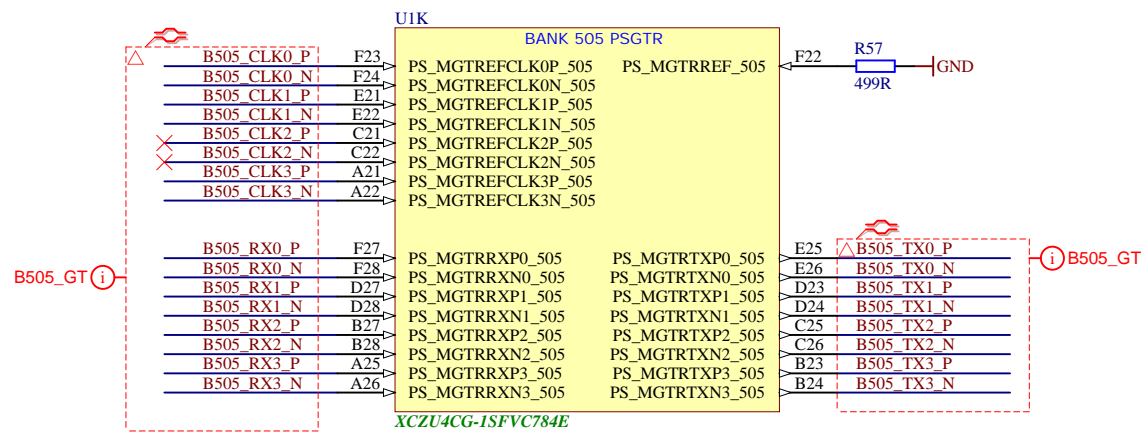 U1K
BANK 505 PSGTR
B505_CLK0_P F23 PS_MGTREFCLK0P_505 PS_MGTRREF_505 F22 R57 499R GND
B505_CLK0_N F24 PS_MGTREFCLK0N_505
B505_CLK1_P E21 PS_MGTREFCLK1P_505
B505_CLK1_N E22 PS_MGTREFCLK1N_505
B505_CLK2_P C21 PS_MGTREFCLK2P_505
B505_CLK2_N C22 PS_MGTREFCLK2N_505
B505_CLK3_P A21 PS_MGTREFCLK3P_505
B505_CLK3_N A22 PS_MGTREFCLK3N_505
B505_RX0_P F27 PS_MGTRRXP0_505 PS_MGTRTXP0_505 E25 B505_TX0_P
B505_GT i B505_RX0_N F28 PS_MGTRRXN0_505 PS_MGTRTXN0_505 E26 B505_TX0_N i B505_GT
B505_RX1_P D27 PS_MGTRRXP1_505 PS_MGTRTXP1_505 D23 B505_TX1_P
B505_RX1_N D28 PS_MGTRRXN1_505 PS_MGTRTXN1_505 D24 B505_TX1_N
B505_RX2_P B27 PS_MGTRRXP2_505 PS_MGTRTXP2_505 C25 B505_TX2_P
B505_RX2_N B28 PS_MGTRRXN2_505 PS_MGTRTXN2_505 C26 B505_TX2_N
B505_RX3_P A25 PS_MGTRRXP3_505 PS_MGTRTXP3_505 B23 B505_TX3_P
B505_RX3_N A26 PS_MGTRRXN3_505 PS_MGTRTXN3_505 B24 B505_TX3_N
XCZU4CG-1SFVC784E